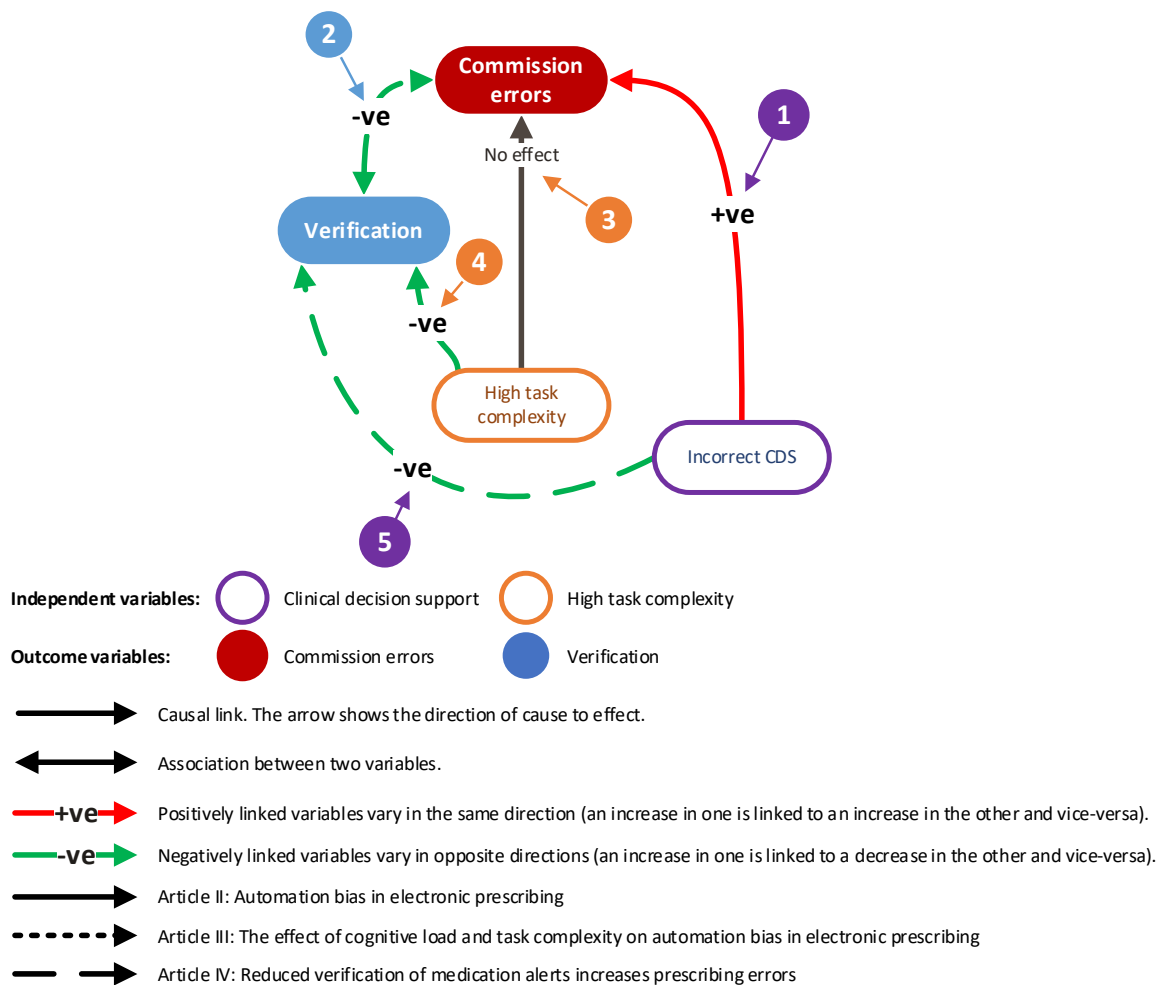 2
Commission
errors
1
-ve
No effect
+ve
3
Verification
4
-ve
High task
complexity
Incorrect CDS
-ve
5
Independent variables: Clinical decision support High task complexity
Outcome variables: Commission errors Verification
Causal link. The arrow shows the direction of cause to effect.
Association between two variables.
+ve Positively linked variables vary in the same direction (an increase in one is linked to an increase in the other and vice-versa).
-ve Negatively linked variables vary in opposite directions (an increase in one is linked to a decrease in the other and vice-versa).
Article II: Automation bias in electronic prescribing
Article III: The effect of cognitive load and task complexity on automation bias in electronic prescribing
Article IV: Reduced verification of medication alerts increases prescribing errors